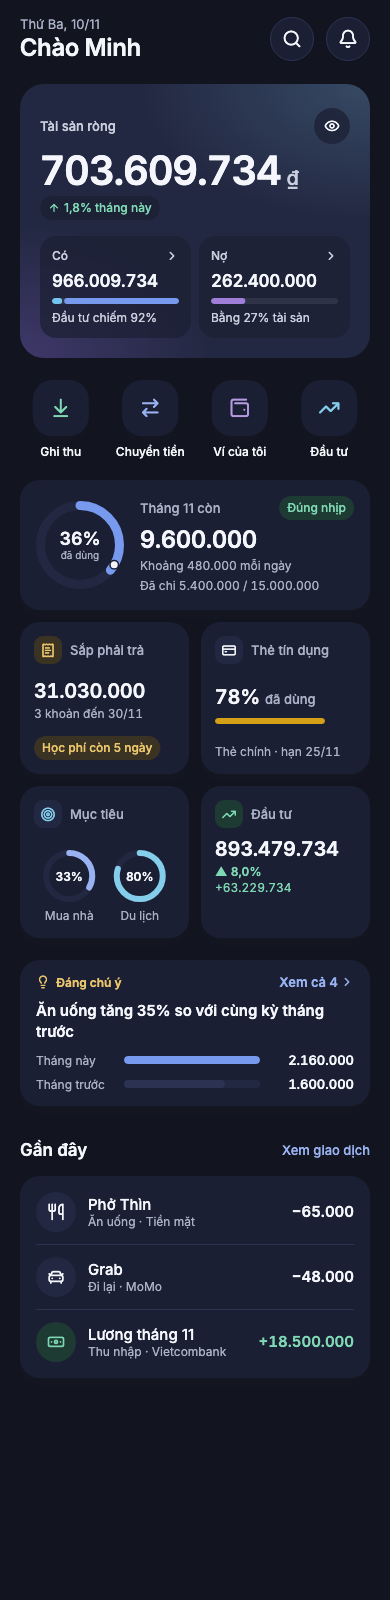 Thứ Ba, 10/11
Chào Minh
Tài sản ròng
703.609.734 ₫
↑ 1,8% tháng này
Có
966.009.734
Đầu tư chiếm 92%
Nợ
262.400.000
Bằng 27% tài sản
Ghi thu
Chuyển tiền
Ví của tôi
Đầu tư
36%
đã dùng
Tháng 11 còn
Đúng nhịp
9.600.000
Khoảng 480.000 mỗi ngày
Đã chi 5.400.000 / 15.000.000
Sắp phải trả
31.030.000
3 khoản đến 30/11
Học phí còn 5 ngày
Thẻ tín dụng
78% đã dùng
Thẻ chính · hạn 25/11
Mục tiêu
33%
Mua nhà
80%
Du lịch
Đầu tư
893.479.734
▲ 8,0%
+63.229.734
Đáng chú ý
Xem cả 4
Ăn uống tăng 35% so với cùng kỳ tháng
trước
Tháng này 2.160.000
Tháng trước 1.600.000
Gần đây
Xem giao dịch
Phở Thìn
Ăn uống · Tiền mặt
−65.000
Grab
Đi lại · MoMo
−48.000
Lương tháng 11
Thu nhập · Vietcombank
+18.500.000